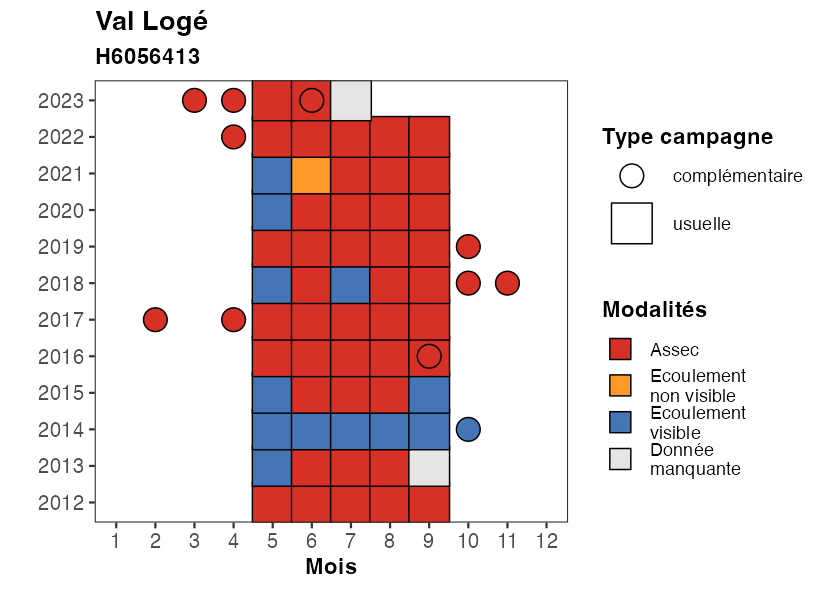 Val Logé
H6056413
2023
2022
2021
2020
2019
2018
2017
2016
2015
2014
2013
2012
1 2 3 4 5 6 7 8 9 10 11 12
Mois
Type campagne
complémentaire
usuelle
Modalités
Assec
Ecoulement
non visible
Ecoulement
visible
Donnée
manquante